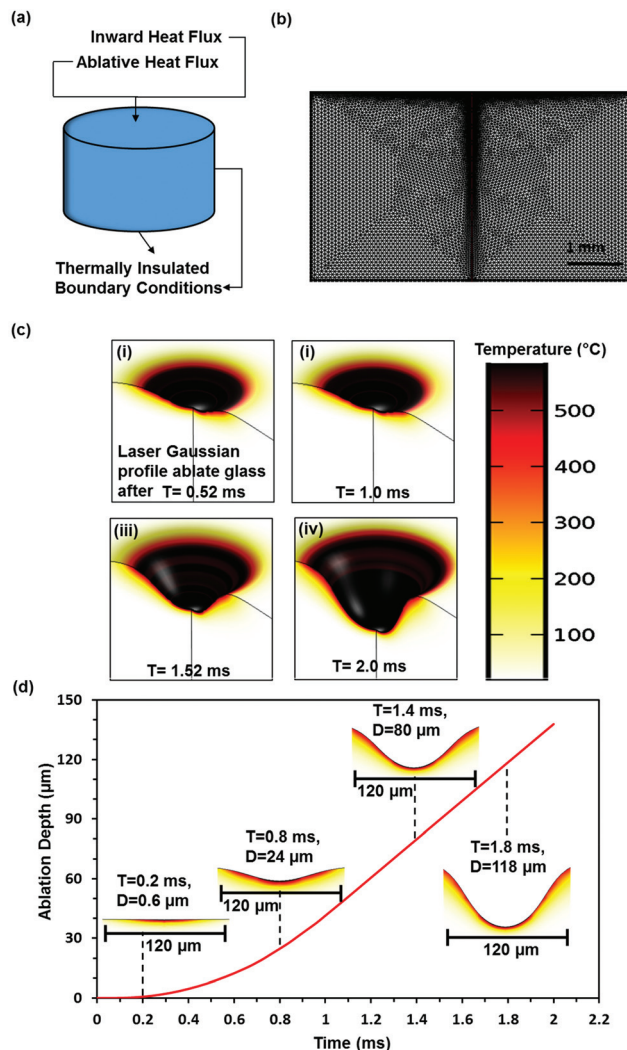 (a)
Inward Heat Flux
Ablative Heat Flux
Thermally Insulated
Boundary Conditions
(b)
1 mm
(c)
(i)
Laser Gaussian
profile ablate glass
after T= 0.52 ms
(i)
T= 1.0 ms
(iii)
T= 1.52 ms
(iv)
T= 2.0 ms
Temperature (°C)
500
400
300
200
100
(d)
Ablation Depth (µm)
150
120
90
60
30
0
T=0.2 ms,
D=0.6 µm
120 µm
T=0.8 ms,
D=24 µm
120 µm
T=1.4 ms,
D=80 µm
120 µm
T=1.8 ms,
D=118 µm
120 µm
0 0.2 0.4 0.6 0.8 1 1.2 1.4 1.6 1.8 2 2.2
Time (ms)